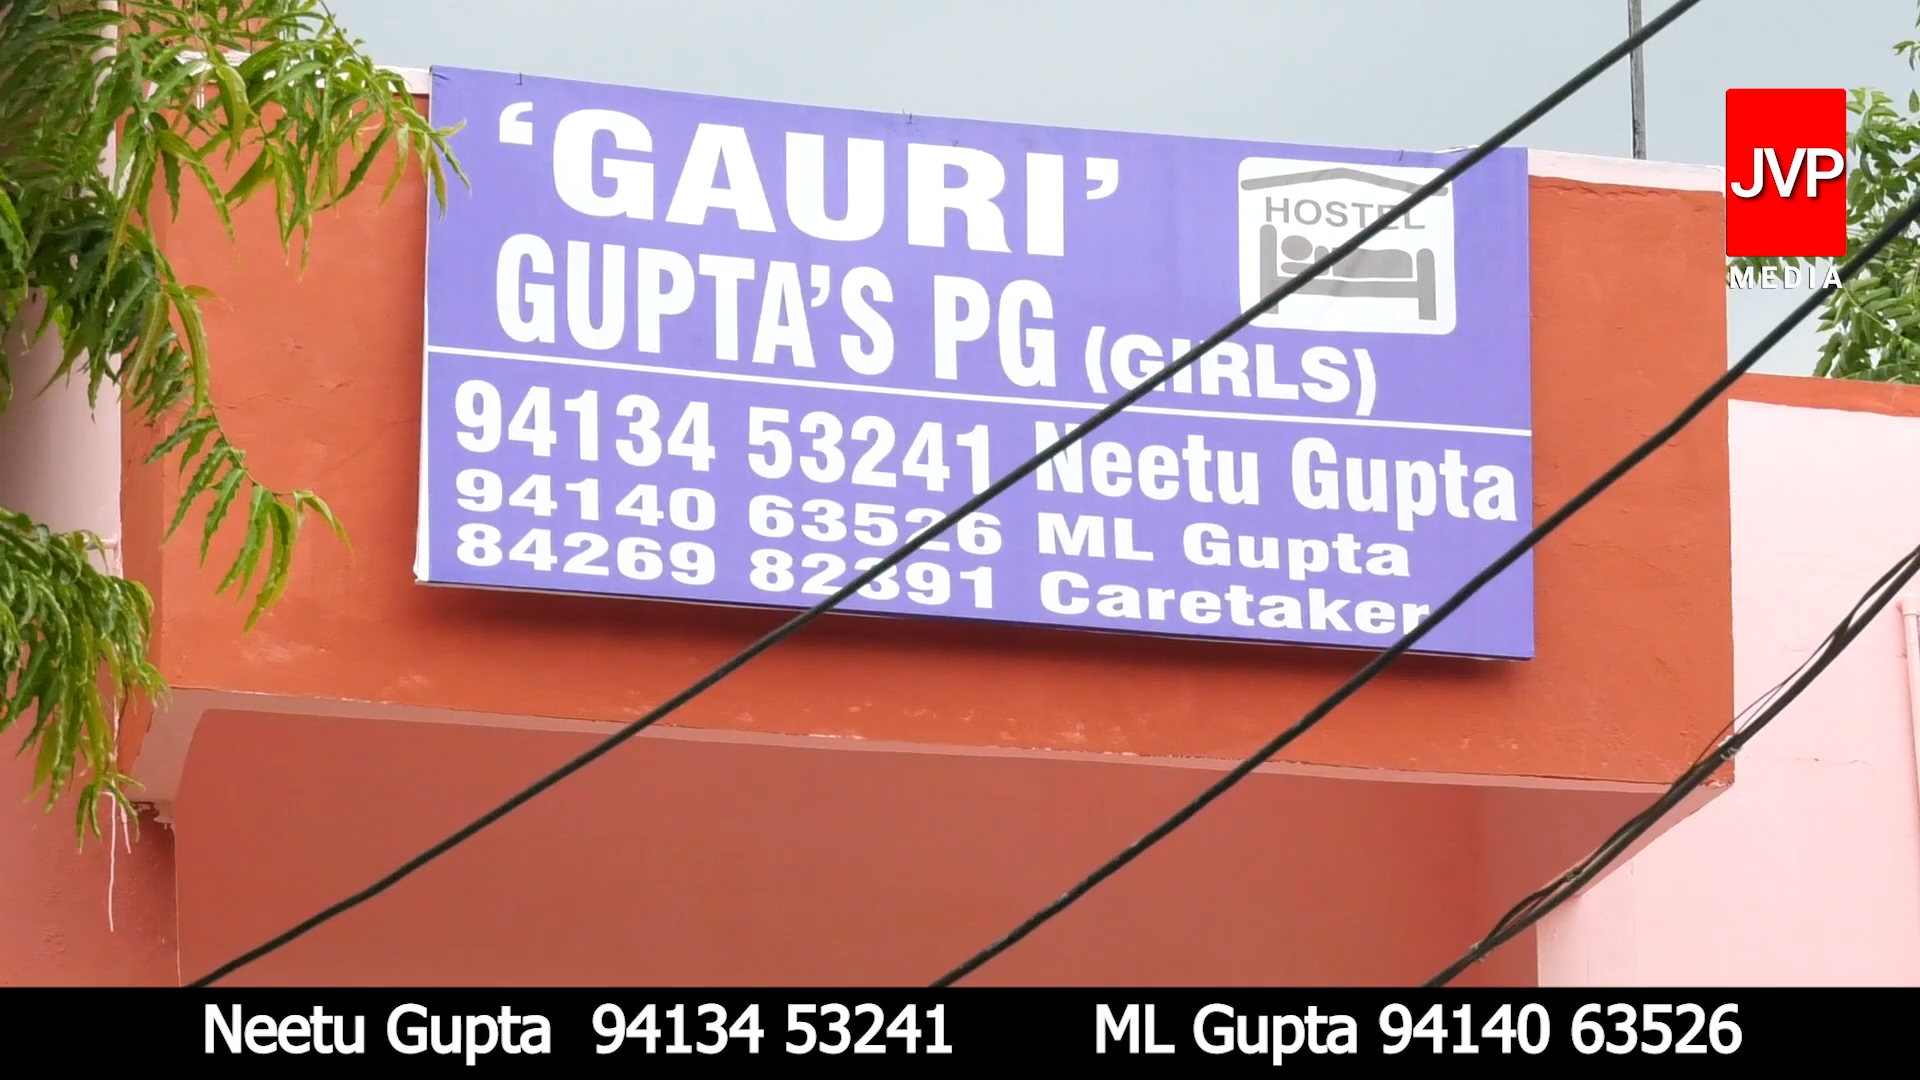 ‘GAURI’
HOSTEL
GUPTA’S PG (GIRLS)
94134 53241 Neetu Gupta
94140 63526 ML Gupta
84269 82391 Caretaker
JVP
MEDIA
Neetu Gupta 94134 53241 ML Gupta 94140 63526